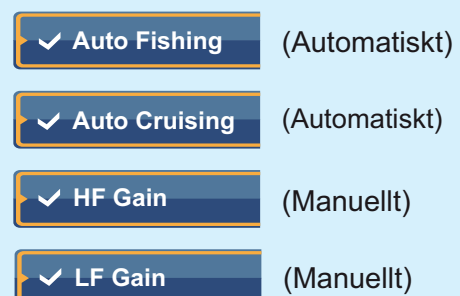 Auto Fishing (Automatiskt)
Auto Cruising (Automatiskt)
HF Gain (Manuellt)
LF Gain (Manuellt)